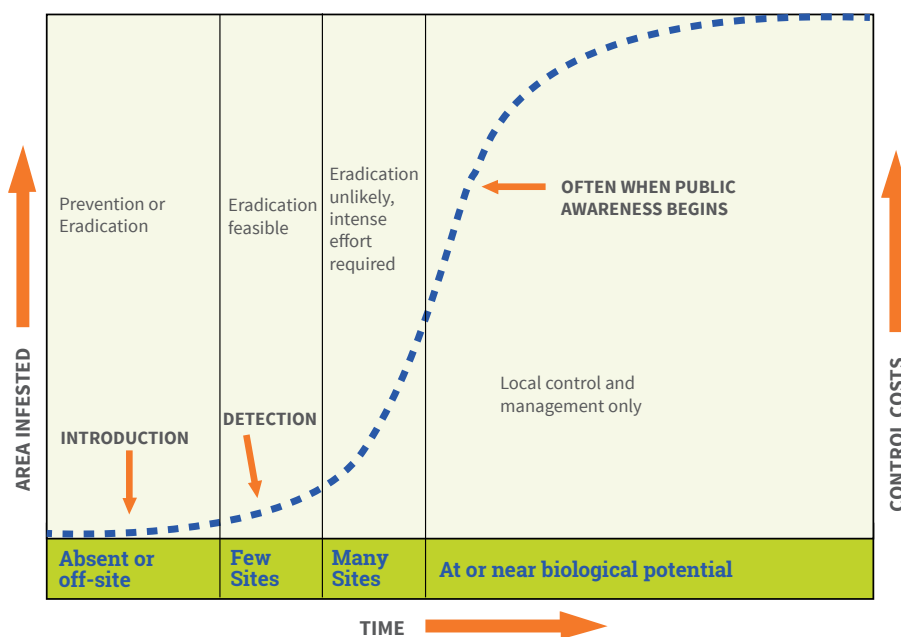 Prevention or
Eradication
Eradication
feasible
Eradication
unlikely,
intense
effort
required
OFTEN WHEN PUBLIC
AWARENESS BEGINS
Local control and
management only
INTRODUCTION
DETECTION
AREA INFESTED
CONTROL COSTS
Absent or
off-site
Few
Sites
Many
Sites
At or near biological potential
TIME